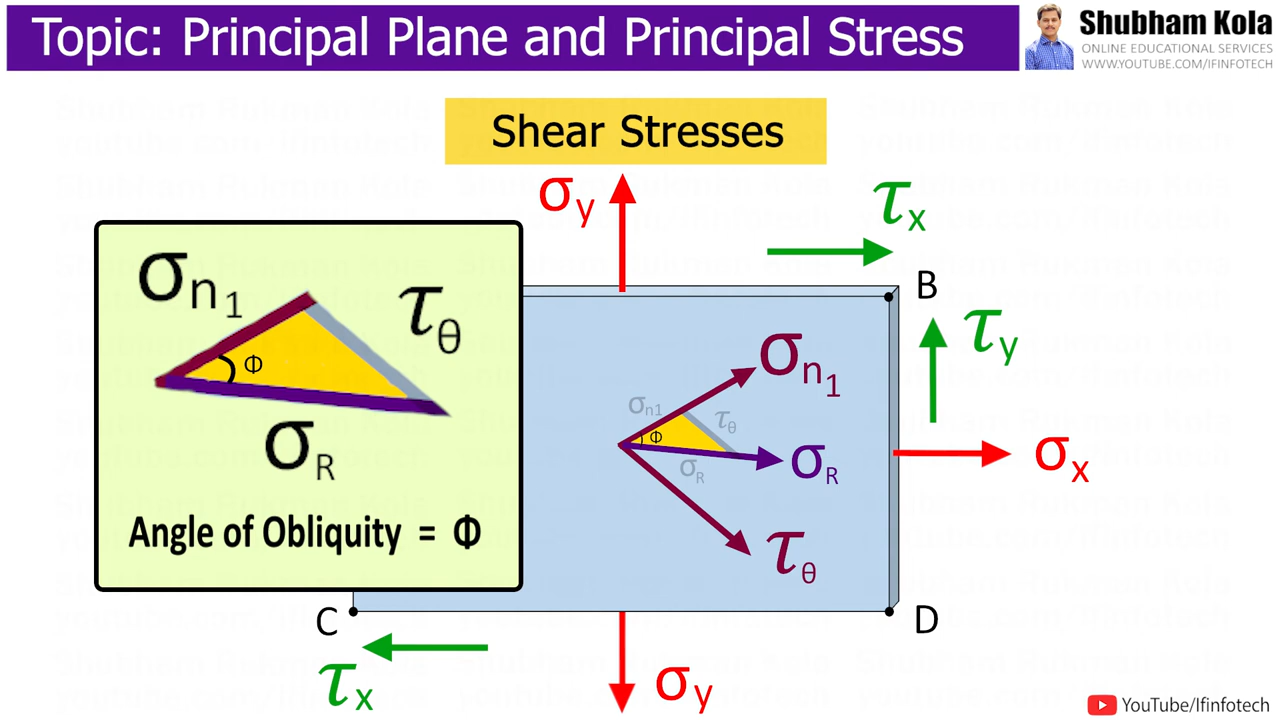 Topic: Principal Plane and Principal Stress
Shubham Kola
ONLINE EDUCATIONAL SERVICES
WWW.YOUTUBE.COM/IFINFOTECH
Shear Stresses
σy
τx
B
τy
σn1
τθ
Φ
σR
Angle of Obliquity = Φ
σn1
σn1
τθ
Φ
σR
σR
τθ
σx
C
D
τx
σy
YouTube/Ifinfotech